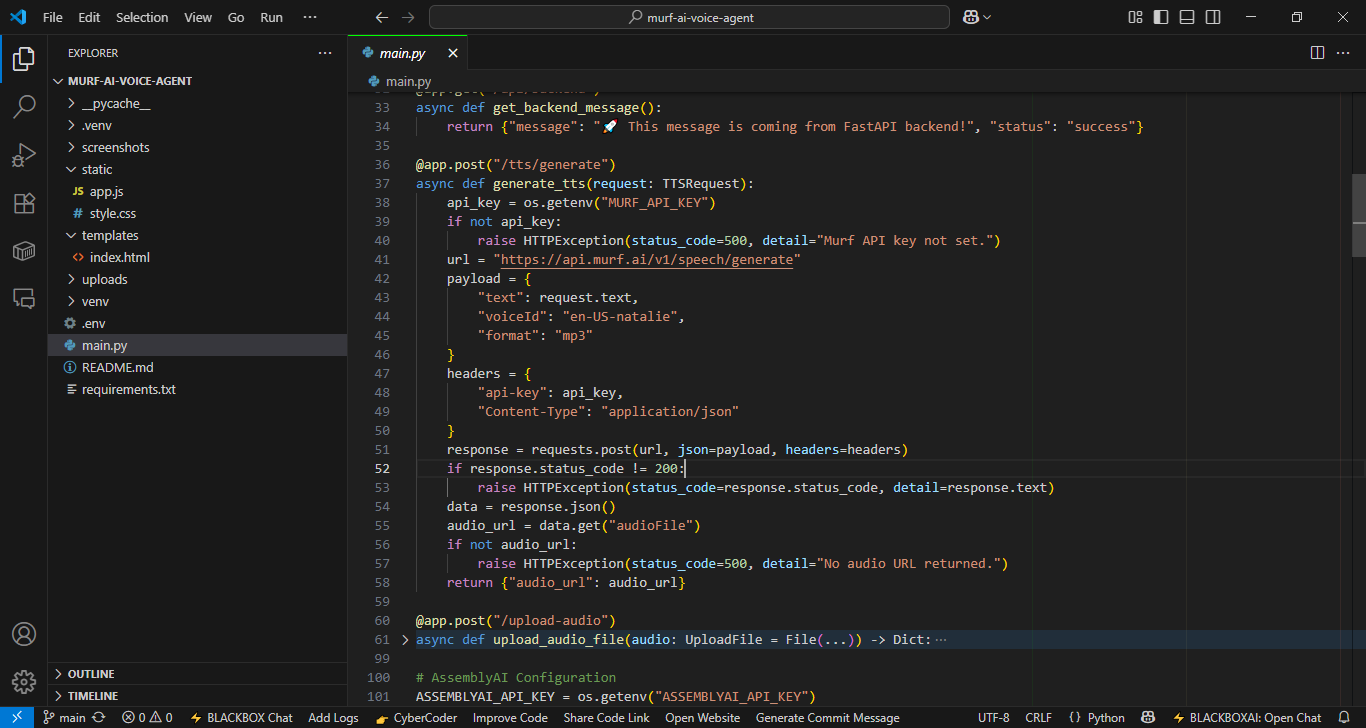 File Edit Selection View Go Run ···
murf-ai-voice-agent
EXPLORER
MURF-AI-VOICE-AGENT
__pycache__
.venv
screenshots
static
JS app.js
# style.css
templates
<> index.html
uploads
venv
.env
main.py
README.md
requirements.txt
OUTLINE
TIMELINE
main.py
main.py
33 async def get_backend_message():
34 return {"message": "🚀 This message is coming from FastAPI backend!", "status": "success"}
35
36 @app.post("/tts/generate")
37 async def generate_tts(request: TTSRequest):
38 api_key = os.getenv("MURF_API_KEY")
39 if not api_key:
40 raise HTTPException(status_code=500, detail="Murf API key not set.")
41 url = "https://api.murf.ai/v1/speech/generate"
42 payload = {
43 "text": request.text,
44 "voiceId": "en-US-natalie",
45 "format": "mp3"
46 }
47 headers = {
48 "api-key": api_key,
49 "Content-Type": "application/json"
50 }
51 response = requests.post(url, json=payload, headers=headers)
52 if response.status_code != 200:
53 raise HTTPException(status_code=response.status_code, detail=response.text)
54 data = response.json()
55 audio_url = data.get("audioFile")
56 if not audio_url:
57 raise HTTPException(status_code=500, detail="No audio URL returned.")
58 return {"audio_url": audio_url}
59
60 @app.post("/upload-audio")
61 async def upload_audio_file(audio: UploadFile = File(...)) -> Dict:···
99
100 # AssemblyAI Configuration
101 ASSEMBLYAI_API_KEY = os.getenv("ASSEMBLYAI_API_KEY")
main 0 0 BLACKBOX Chat Add Logs 👉 CyberCoder Improve Code Share Code Link Open Website Generate Commit Message UTF-8 CRLF {} Python BLACKBOXAI: Open Chat